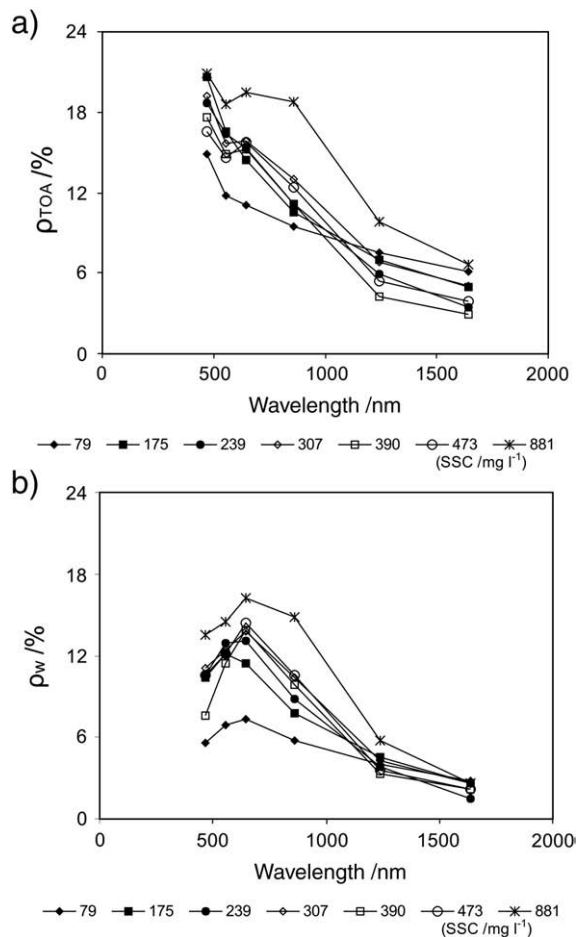 a)
24
18
12
6
0
ρTOA /%
0 500 1000 1500 2000
Wavelength /nm
79 175 239 307 390 473 881
(SSC /mg l⁻¹)
b)
24
18
12
6
0
ρw /%
0 500 1000 1500 2000
Wavelength /nm
79 175 239 307 390 473 881
(SSC /mg l⁻¹)